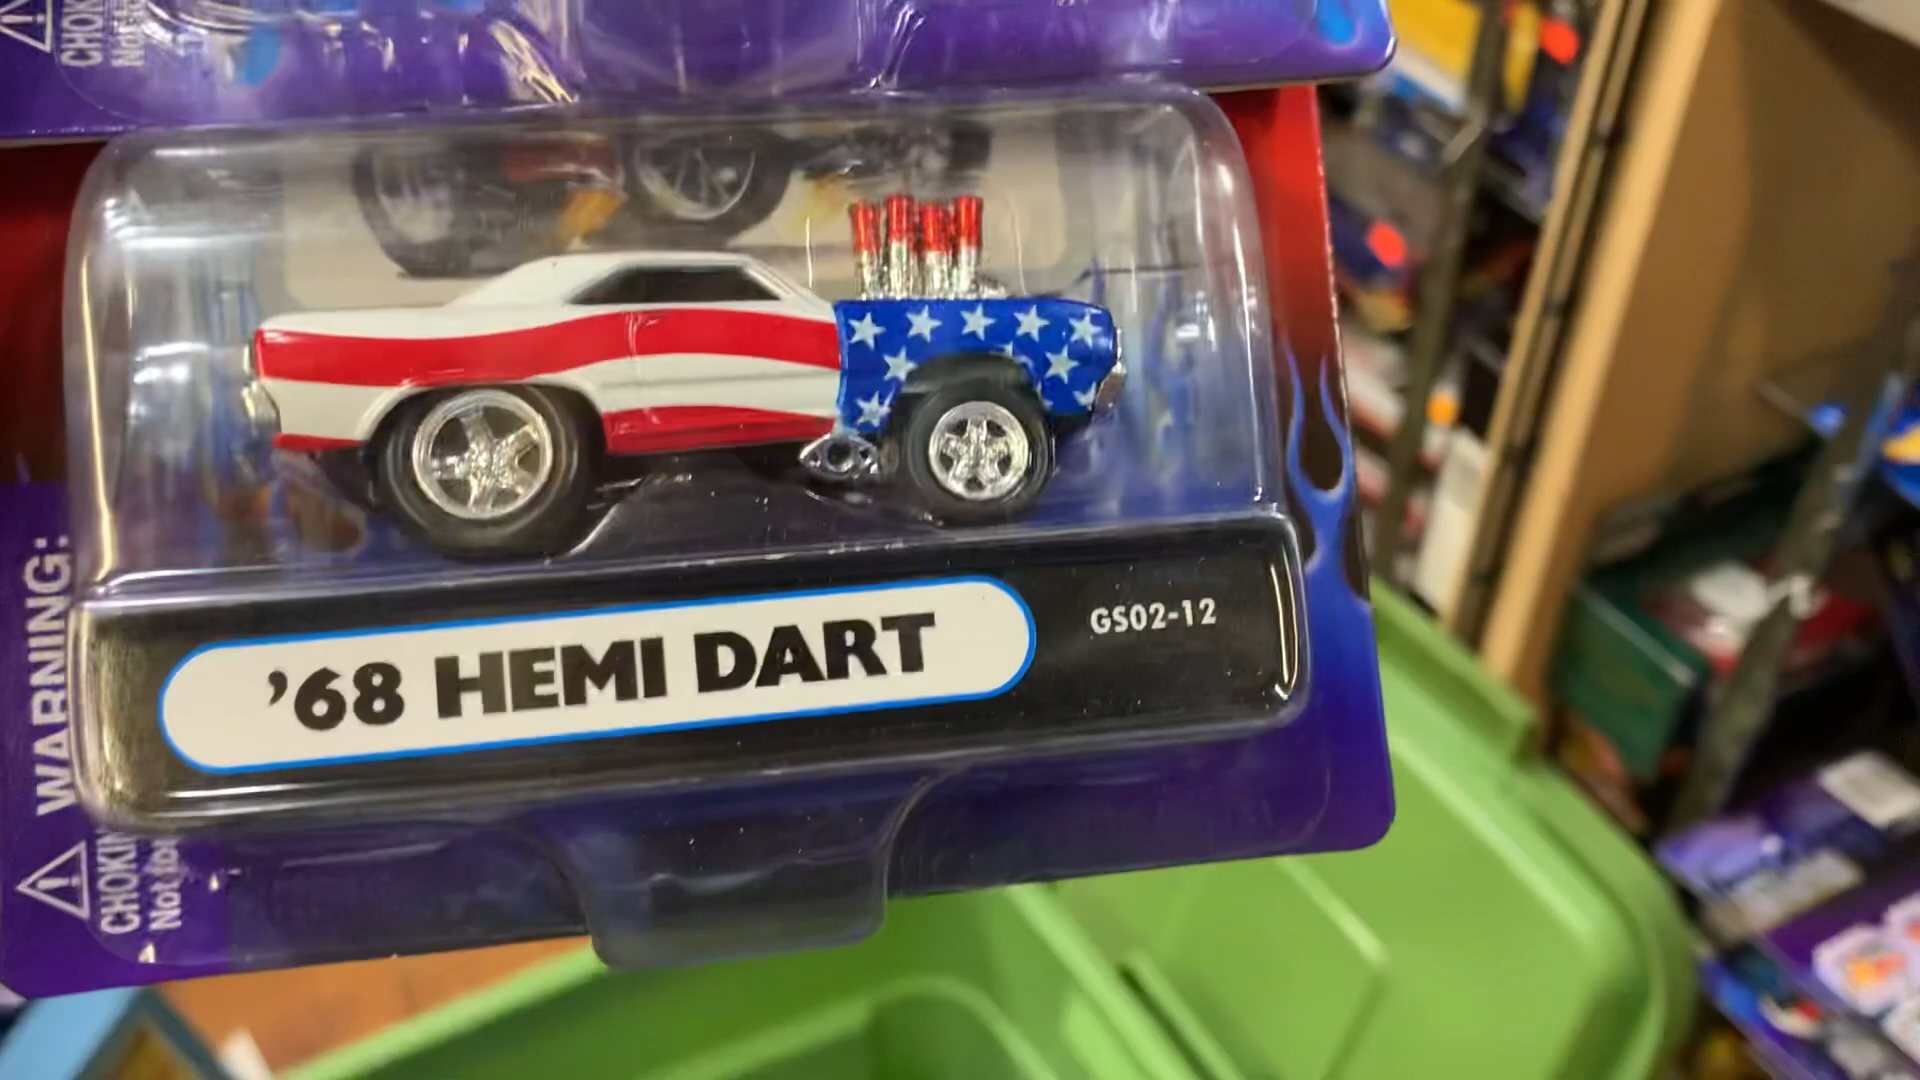 '68 HEMI DART
GS02-12
WARNING:
CHOKIN
Not fo